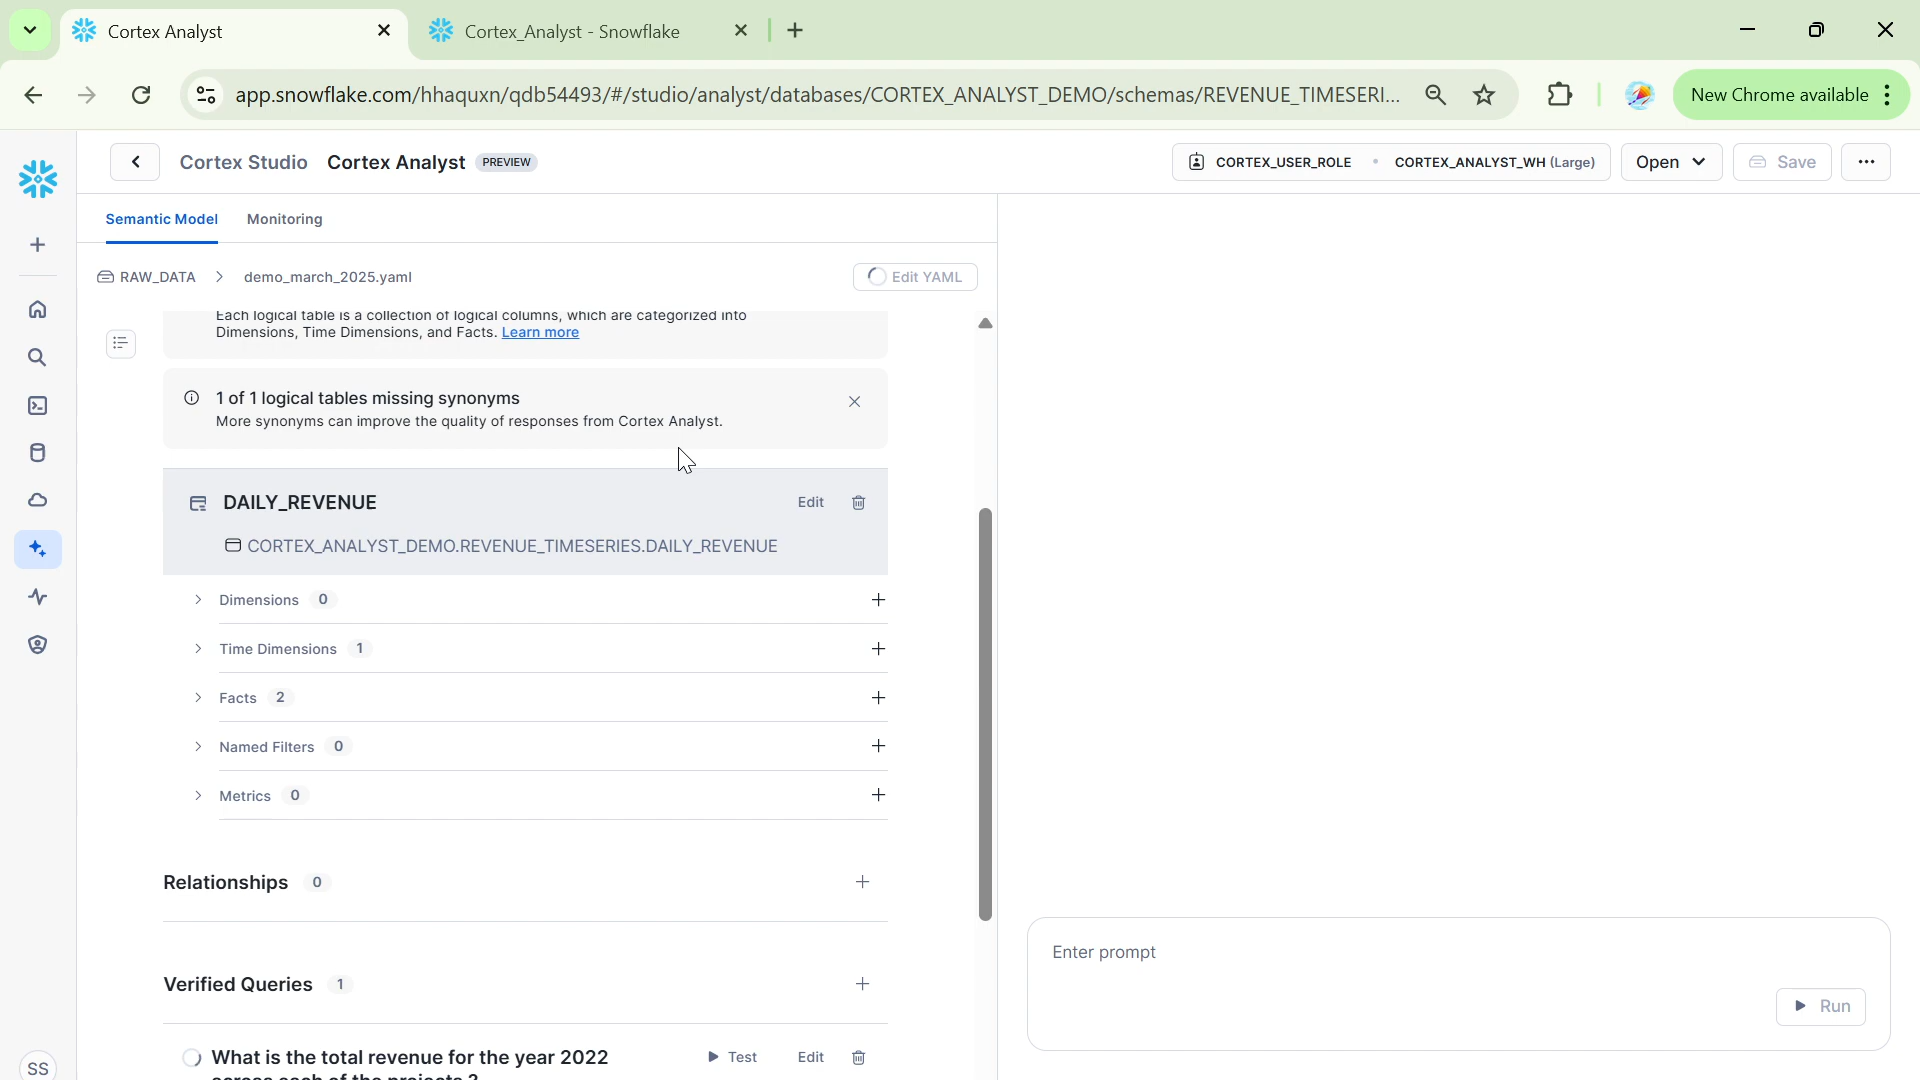 Cortex Analyst
Cortex_Analyst - Snowflake
app.snowflake.com/hhaquxn/qdb54493/#/studio/analyst/databases/CORTEX_ANALYST_DEMO/schemas/REVENUE_TIMESERI...
New Chrome available
Cortex Studio Cortex Analyst PREVIEW
CORTEX_USER_ROLE • CORTEX_ANALYST_WH (Large)
Open
Save
Semantic Model
Monitoring
RAW_DATA > demo_march_2025.yaml
Edit YAML
Each logical table is a collection of logical columns, which are categorized into
Dimensions, Time Dimensions, and Facts. Learn more
1 of 1 logical tables missing synonyms
More synonyms can improve the quality of responses from Cortex Analyst.
DAILY_REVENUE
Edit
CORTEX_ANALYST_DEMO.REVENUE_TIMESERIES.DAILY_REVENUE
Dimensions 0
Time Dimensions 1
Facts 2
Named Filters 0
Metrics 0
Relationships 0
Verified Queries 1
What is the total revenue for the year 2022
across each of the projects ?
Test
Edit
Enter prompt
Run
SS